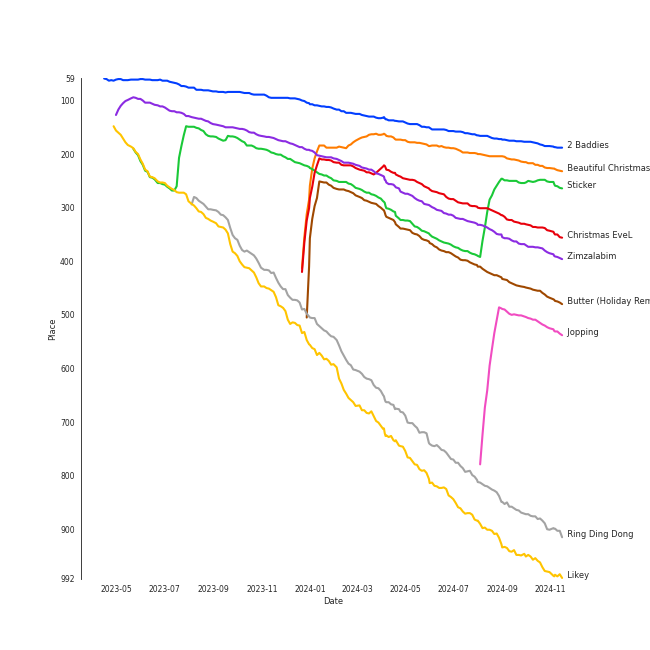 59
100
200
300
400
500
600
700
800
900
992
Place
2023-05 2023-07 2023-09 2023-11 2024-01 2024-03 2024-05 2024-07 2024-09 2024-11
Date
2 Baddies
Beautiful Christmas
Sticker
Christmas EveL
Zimzalabim
Butter (Holiday Rem
Jopping
Ring Ding Dong
Likey